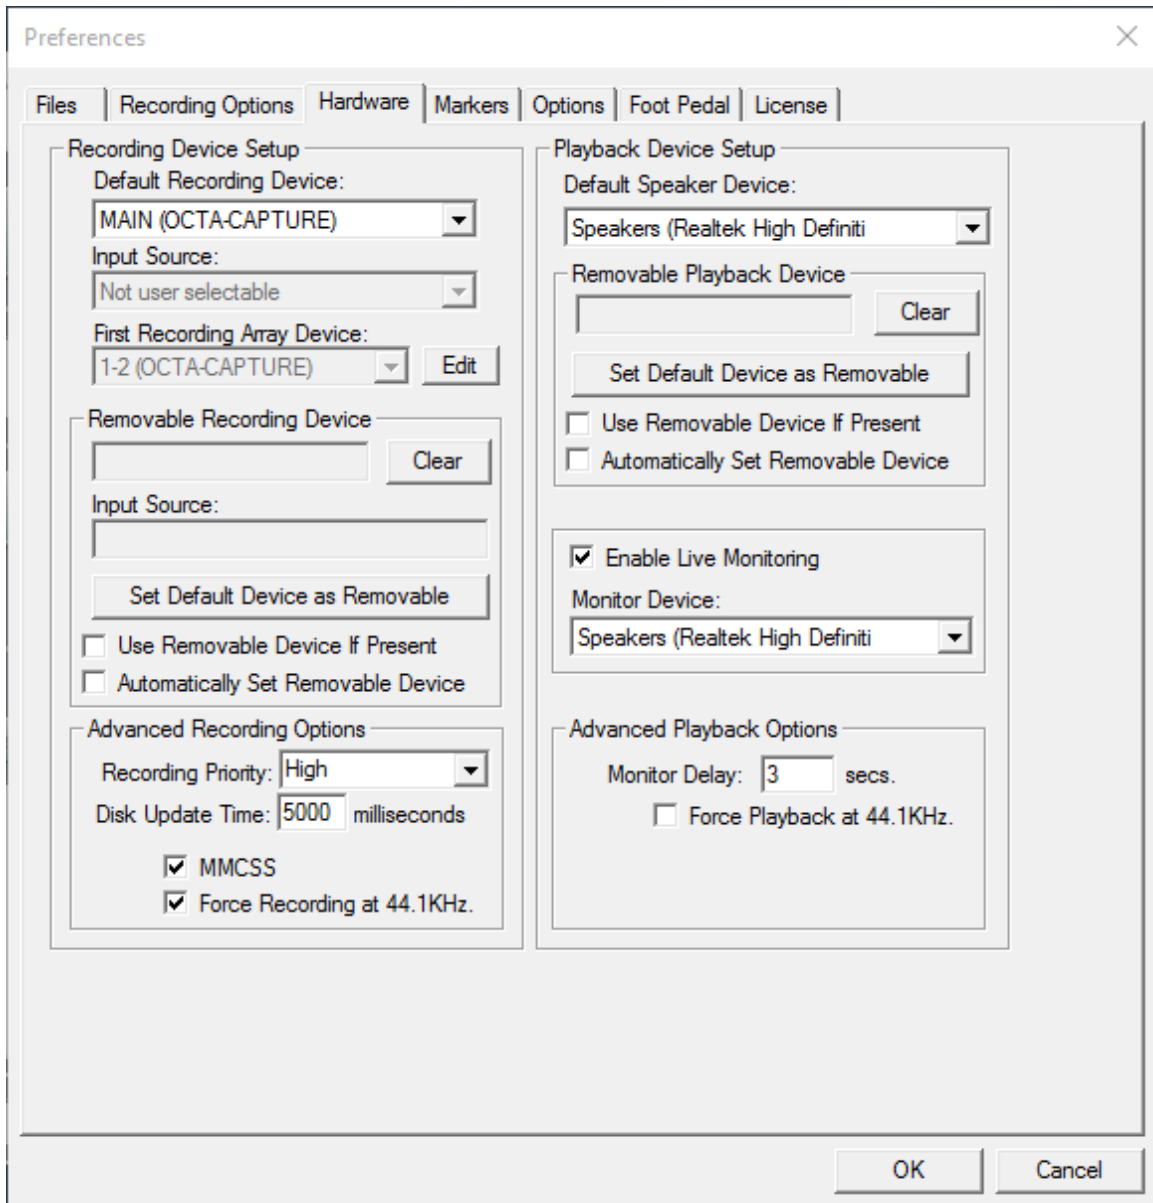 Preferences
Files
Recording Options
Hardware
Markers
Options
Foot Pedal
License
Recording Device Setup
Default Recording Device:
MAIN (OCTA-CAPTURE)
Input Source:
Not user selectable
First Recording Array Device:
1-2 (OCTA-CAPTURE)
Edit
Removable Recording Device
Clear
Input Source:
Set Default Device as Removable
Use Removable Device If Present
Automatically Set Removable Device
Advanced Recording Options
Recording Priority: High
Disk Update Time: 5000 milliseconds
MMCSS
Force Recording at 44.1KHz.
Playback Device Setup
Default Speaker Device:
Speakers (Realtek High Definiti
Removable Playback Device
Clear
Set Default Device as Removable
Use Removable Device If Present
Automatically Set Removable Device
Enable Live Monitoring
Monitor Device:
Speakers (Realtek High Definiti
Advanced Playback Options
Monitor Delay: 3 secs.
Force Playback at 44.1KHz.
OK
Cancel